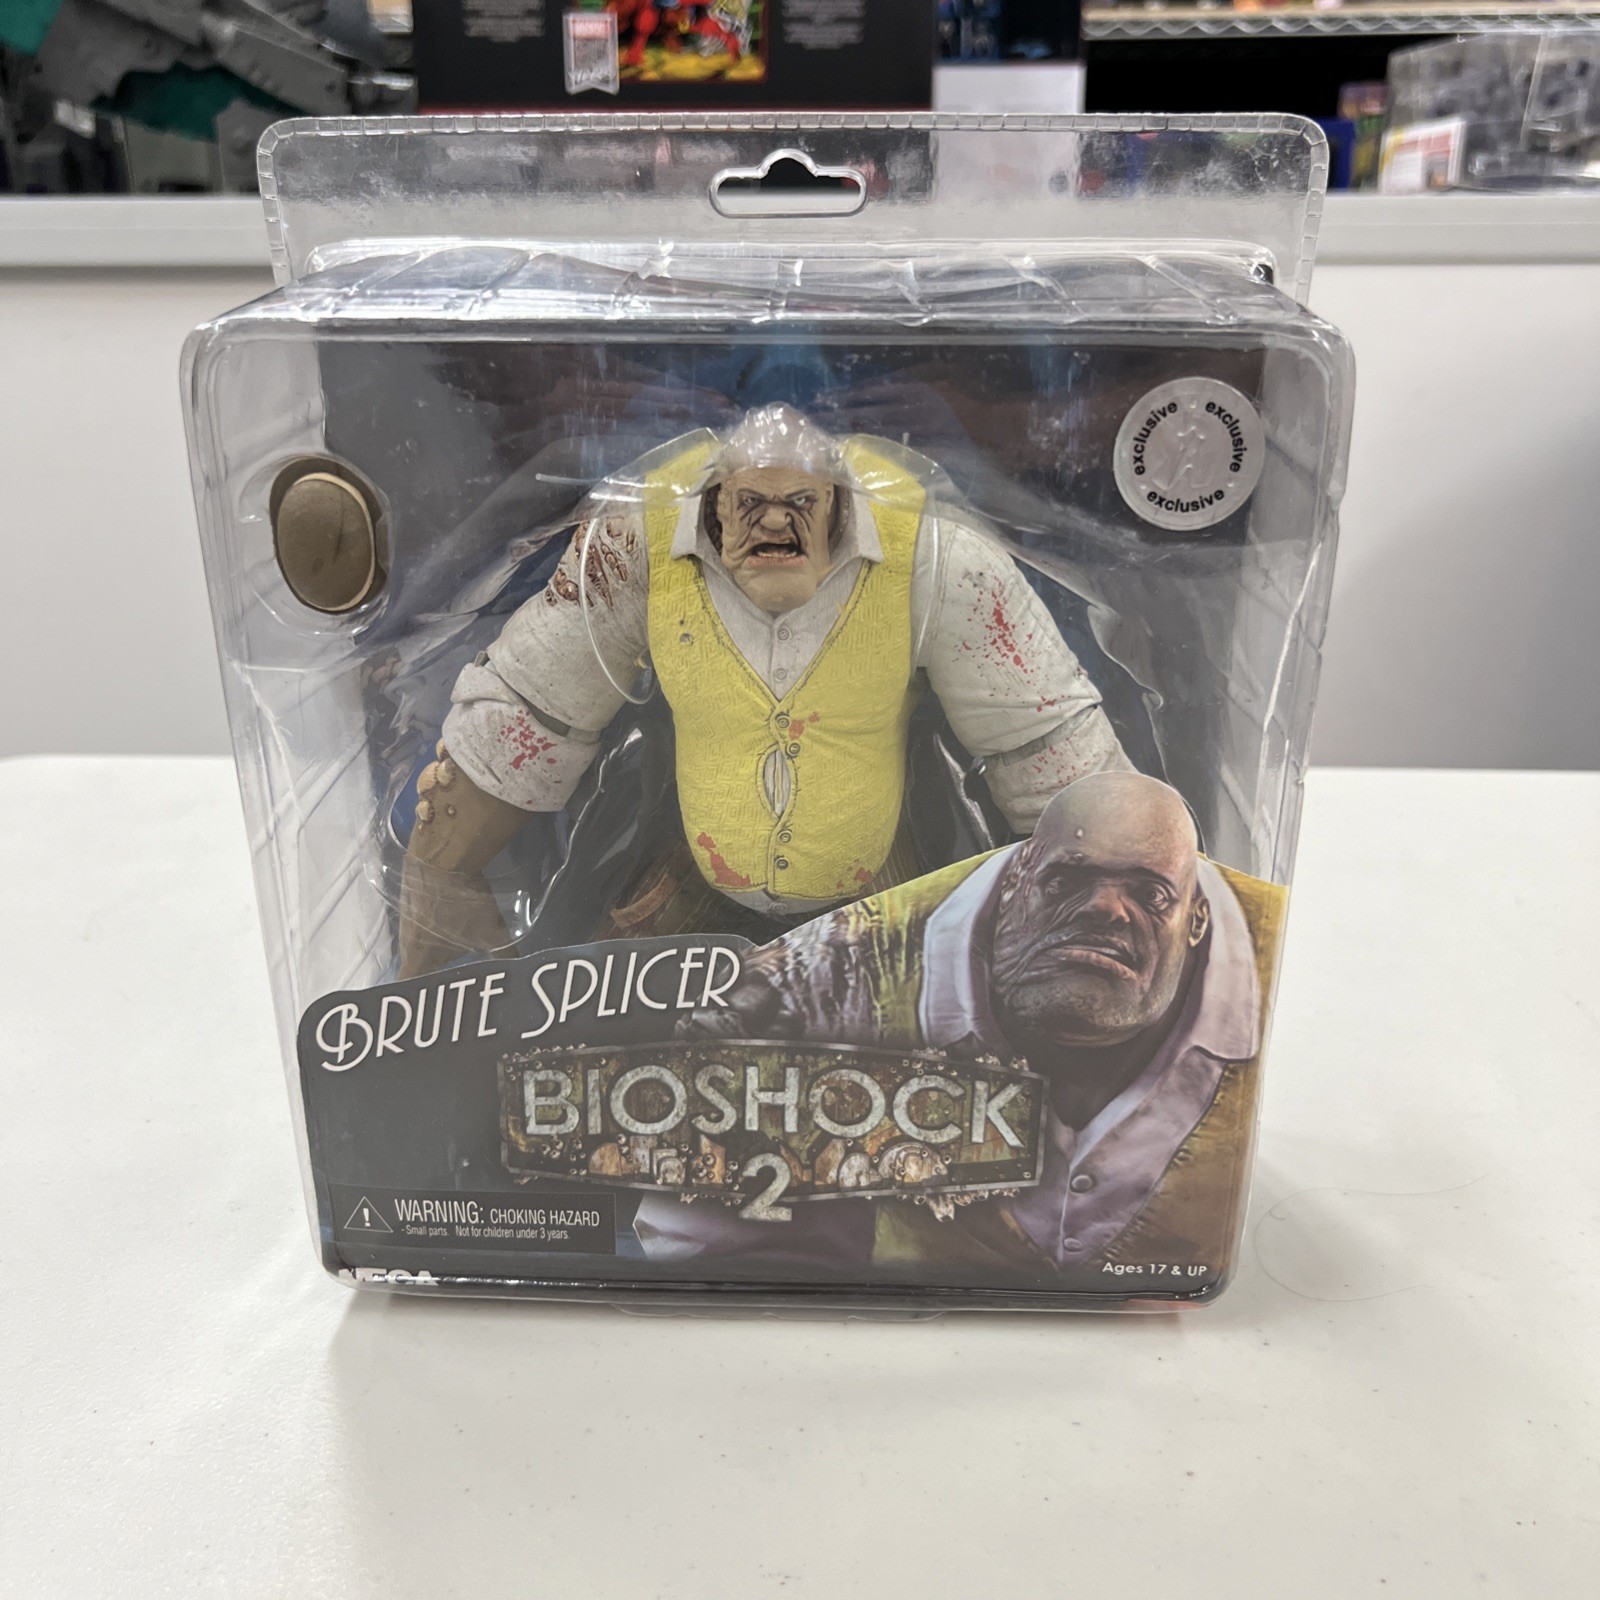 exclusive exclusive exclusive
BRUTE SPLICER
BIOSHOCK
2
WARNING: CHOKING HAZARD
- Small parts. Not for children under 3 years.
NECA
Ages 17 & UP